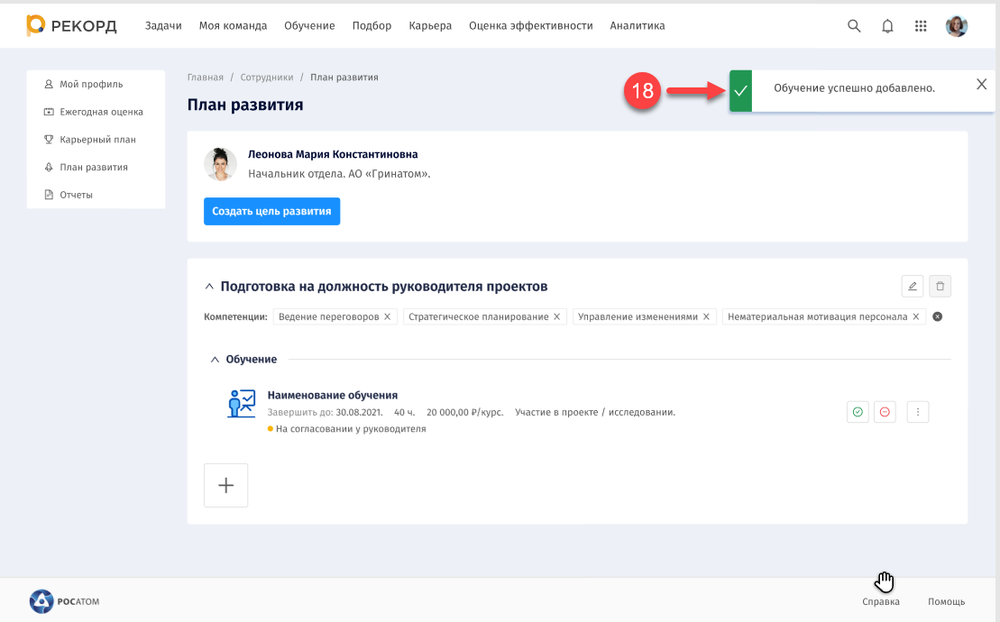 РЕКОРД
Задачи Моя команда Обучение Подбор Карьера Оценка эффективности Аналитика
Мой профиль
Ежегодная оценка
Карьерный план
План развития
Отчеты
Главная / Сотрудники / План развития
План развития
18
Обучение успешно добавлено.
Леонова Мария Константиновна
Начальник отдела. АО «Гринатом».
Создать цель развития
Подготовка на должность руководителя проектов
Компетенции: Ведение переговоров Стратегическое планирование Управление изменениями Нематериальная мотивация персонала
Обучение
Наименование обучения
Завершить до: 30.08.2021. 40 ч. 20 000,00 ₽/курс. Участие в проекте / исследовании.
На согласовании у руководителя
РОСАТОМ
Справка Помощь